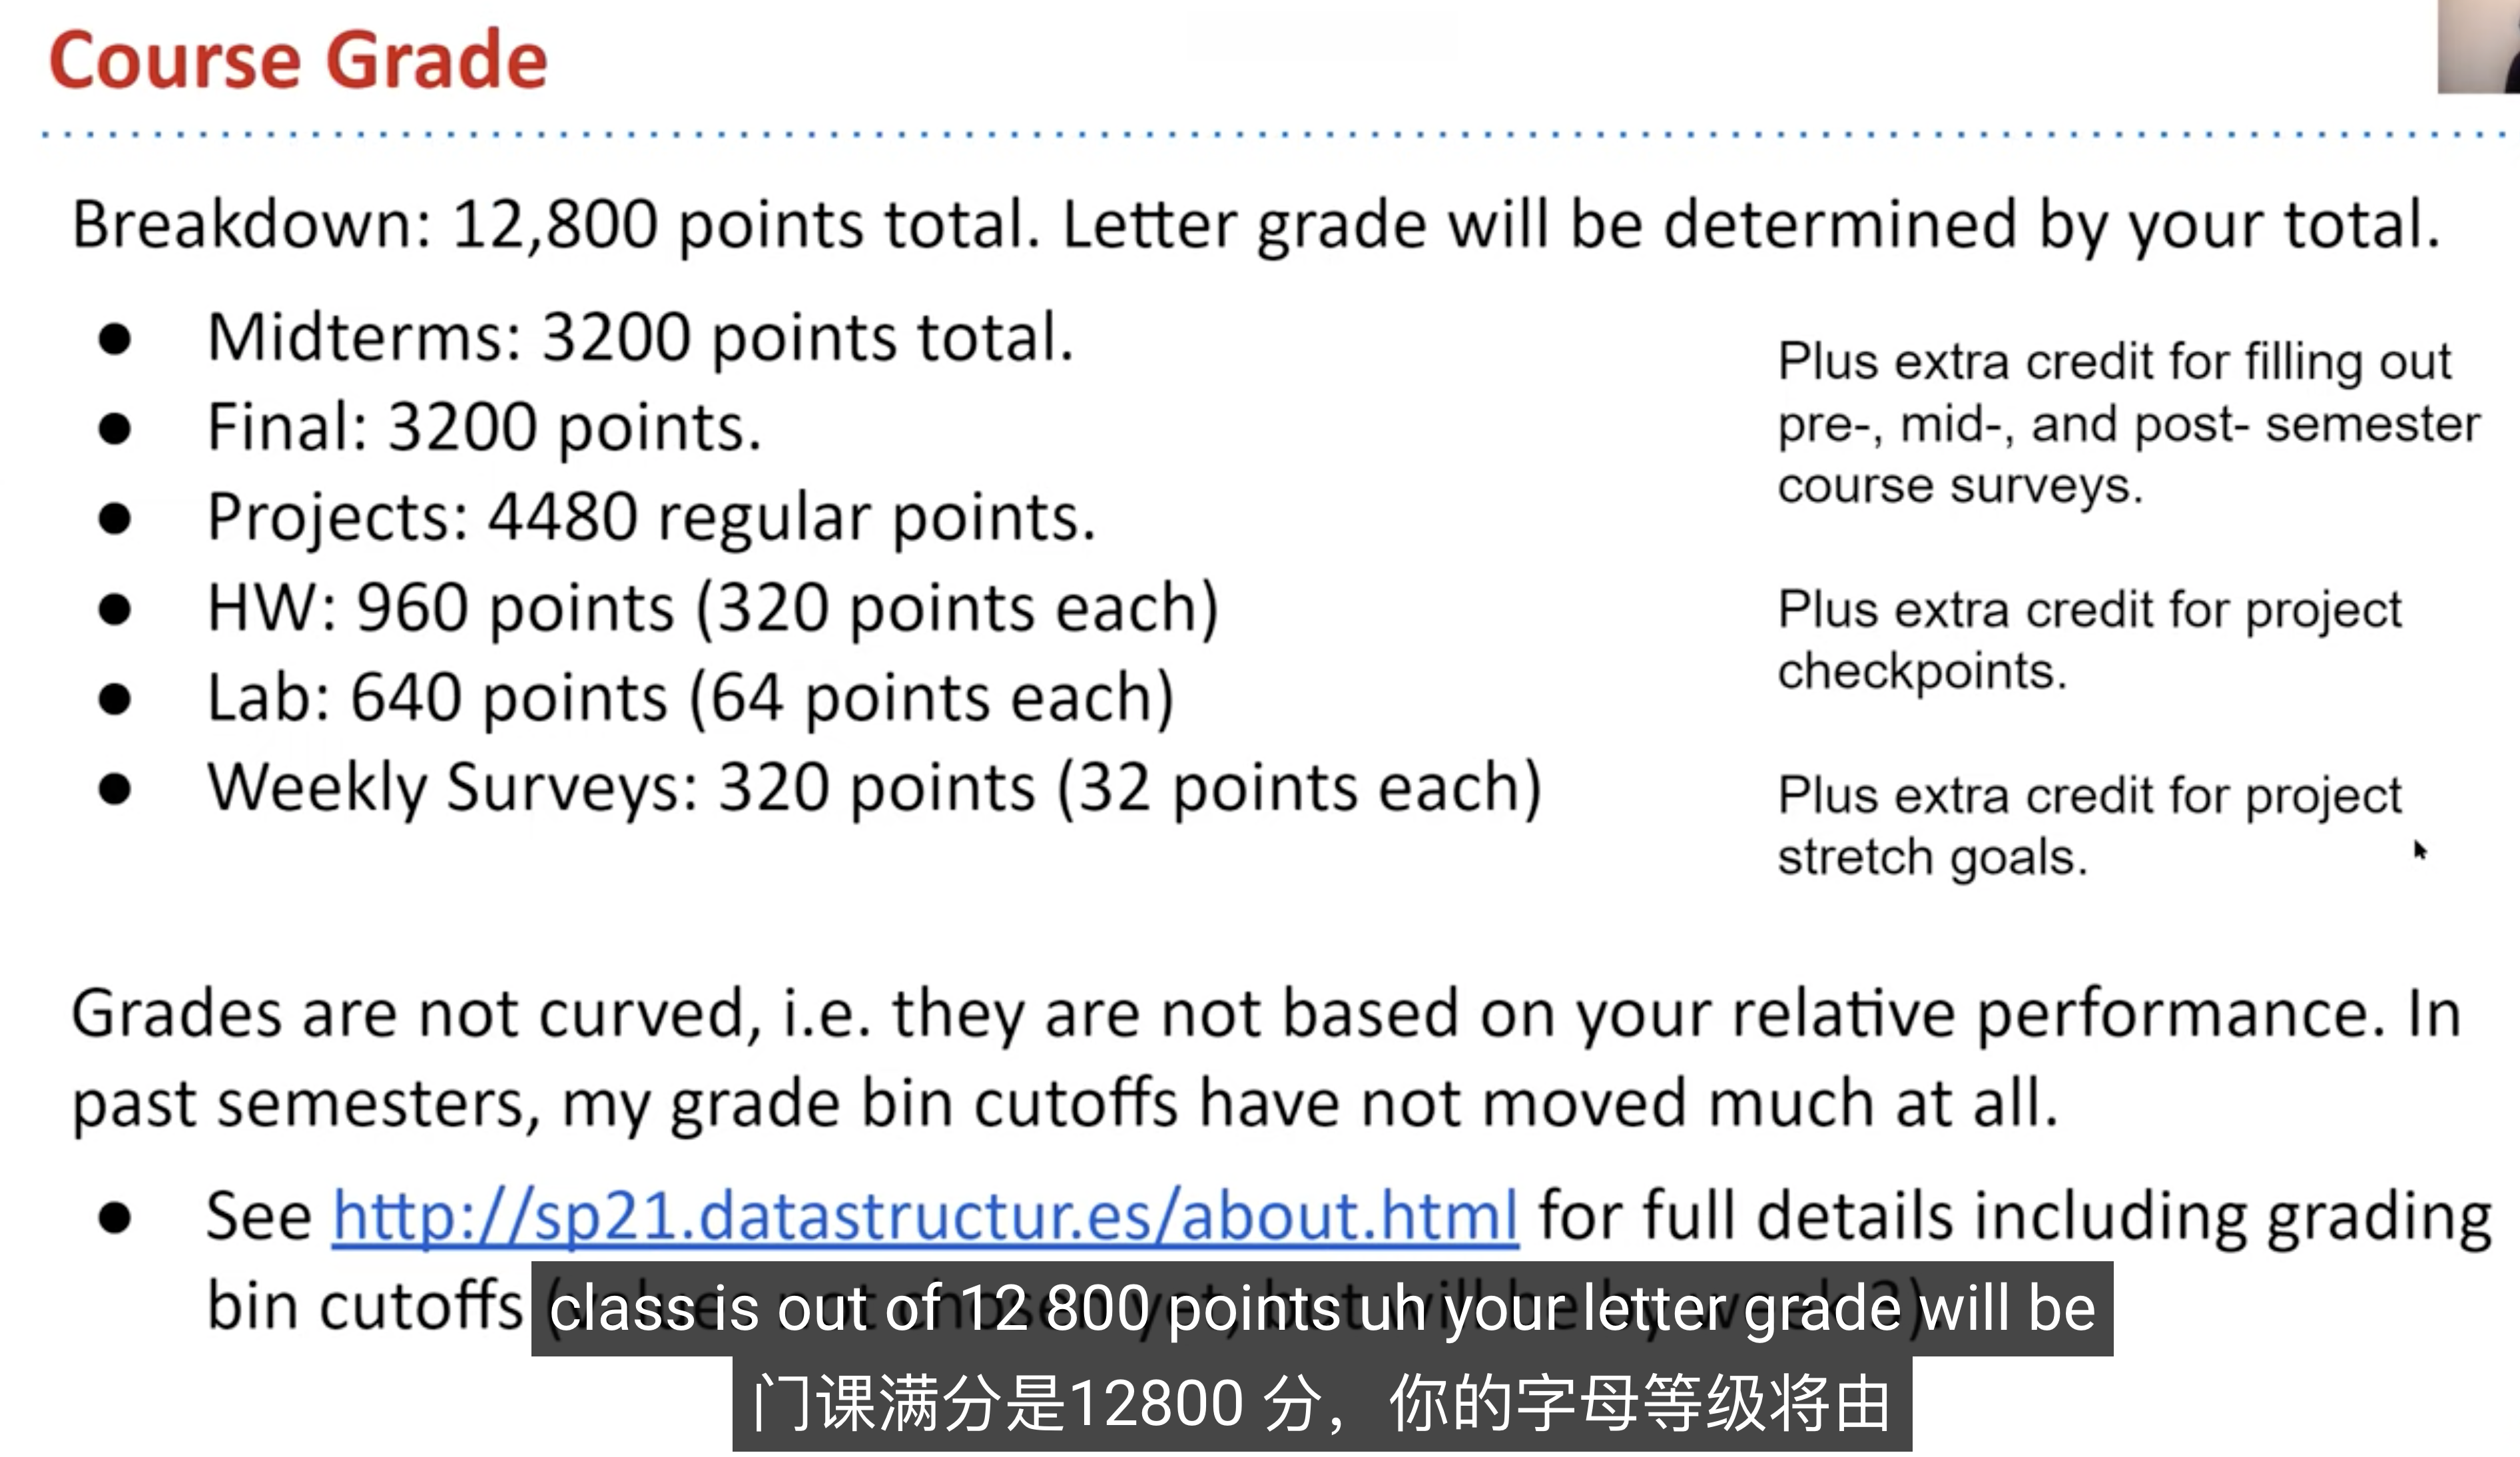 Course Grade
Breakdown: 12,800 points total. Letter grade will be determined by your total.
● Midterms: 3200 points total.
● Final: 3200 points.
● Projects: 4480 regular points.
● HW: 960 points (320 points each)
● Lab: 640 points (64 points each)
● Weekly Surveys: 320 points (32 points each)
Plus extra credit for filling out
pre-, mid-, and post- semester
course surveys.
Plus extra credit for project
checkpoints.
Plus extra credit for project
stretch goals.
Grades are not curved, i.e. they are not based on your relative performance. In
past semesters, my grade bin cutoffs have not moved much at all.
● See http://sp21.datastructur.es/about.html for full details including grading
bin cutoffs
class is out of 12 800 points uh your letter grade will be
门课满分是12800 分，你的字母等级将由